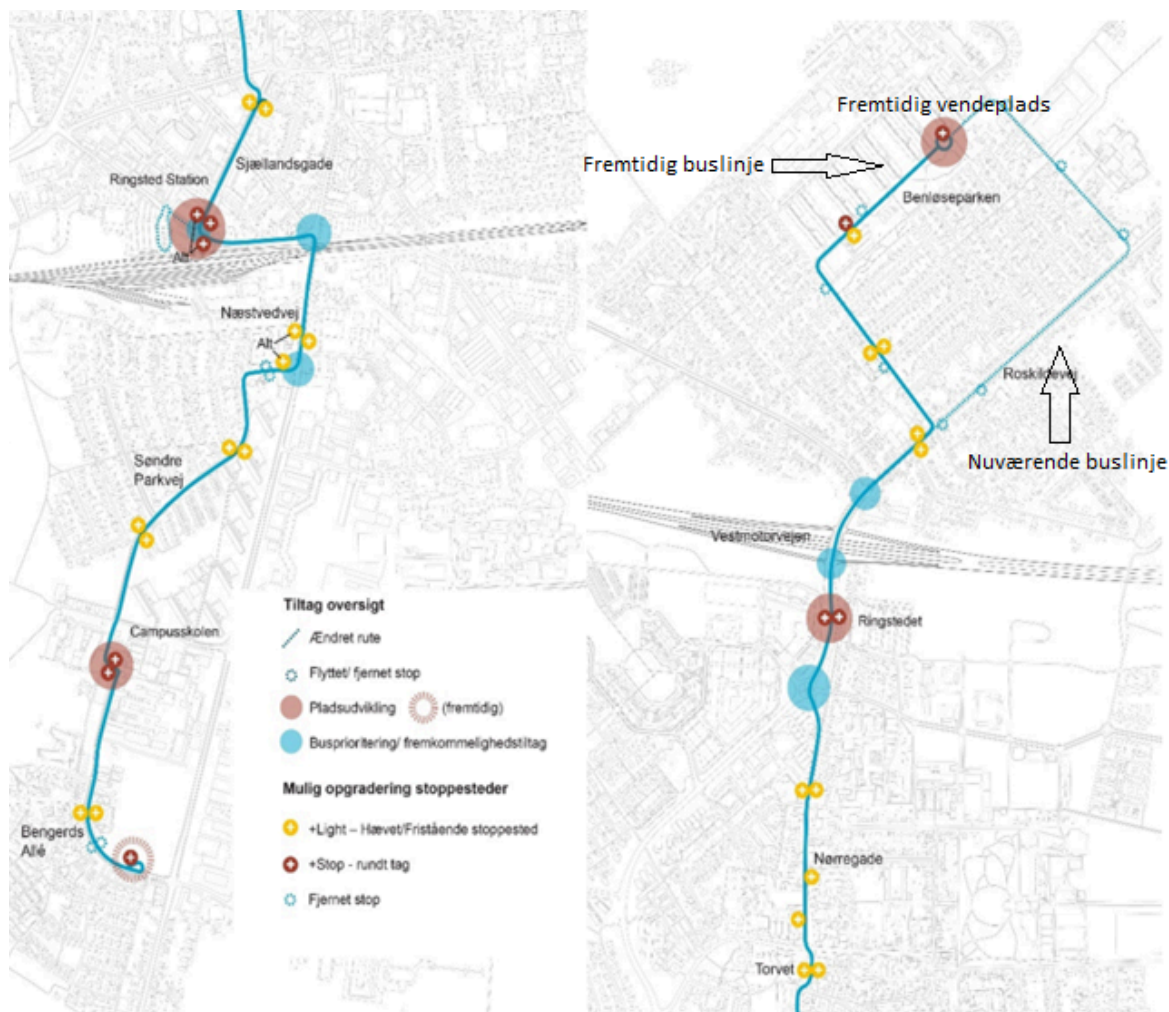 Sjællandsgade
Ringsted Station
Alt
Næstvedvej
Alt
Søndre
Parkvej
Campusskolen
Bengerds
Allé
Tiltag oversigt
Ændret rute
Flyttet/ fjernet stop
Pladsudvikling
(fremtidig)
Busprioritering/ fremkommelighedstiltag
Mulig opgradering stoppesteder
+Light – Hævet/Fristående stoppested
+Stop - rundt tag
Fjernet stop
Fremtidig vendeplads
Fremtidig buslinje
Benløseparken
Roskildevej
Nuværende buslinje
Vestmotorvejen
Ringstedet
Nørregade
Torvet